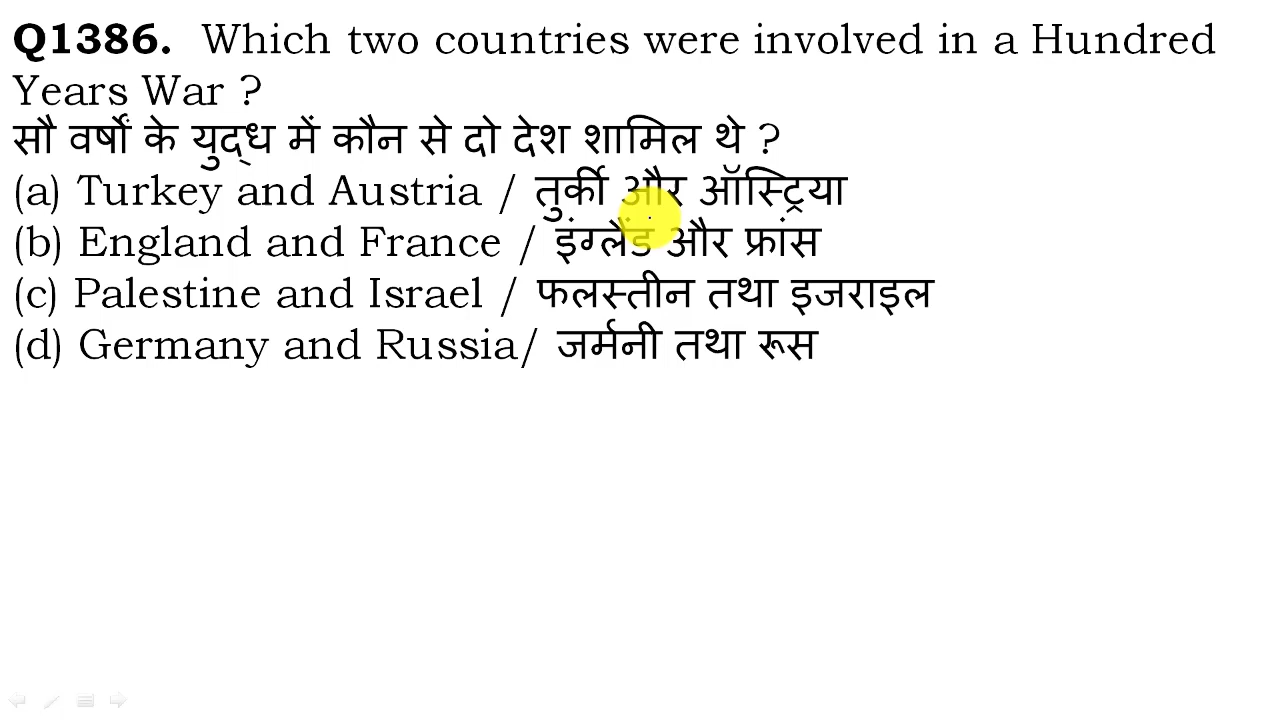 Q1386. Which two countries were involved in a Hundred
Years War ?
सौ वर्षों के युद्ध में कौन से दो देश शामिल थे ?
(a) Turkey and Austria / तुर्की और ऑस्ट्रिया
(b) England and France / इंग्लैंड और फ्रांस
(c) Palestine and Israel / फलस्तीन तथा इजराइल
(d) Germany and Russia/ जर्मनी तथा रूस